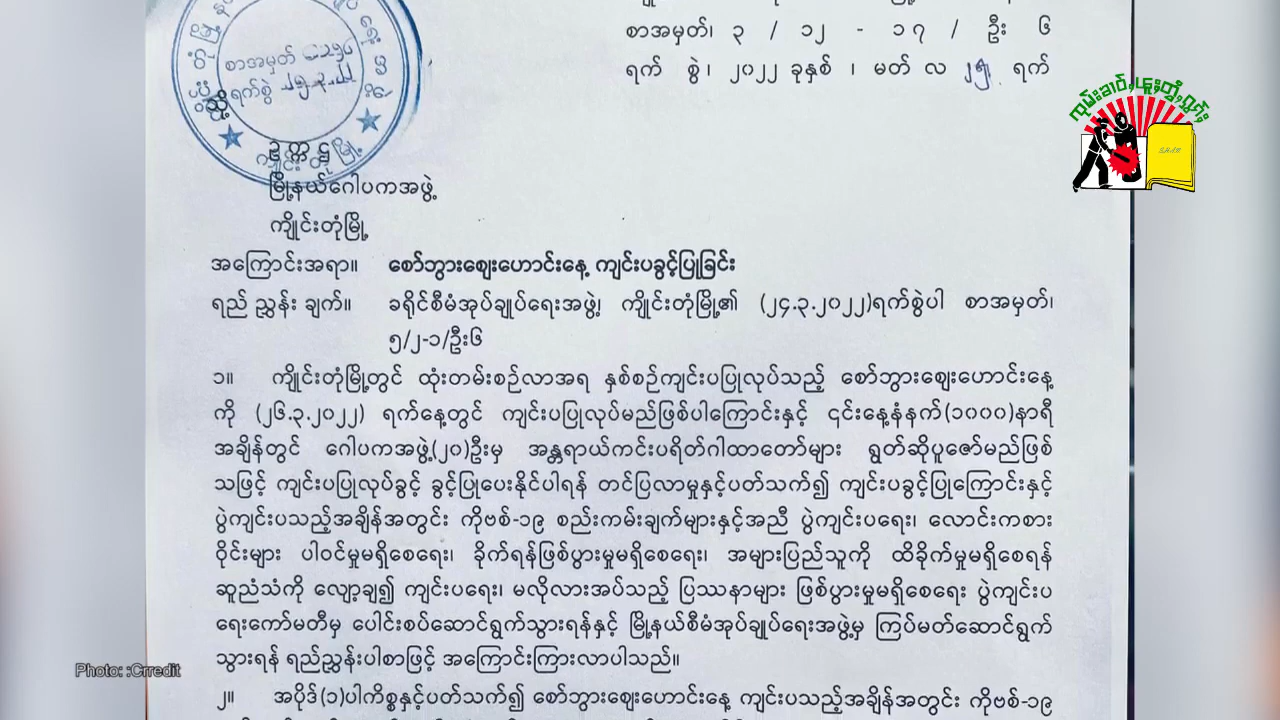 စာအမှတ်၊ ၃ / ၁၂ - ၁၇ / ဦး ၆
ရက် စွဲ ၊ ၂၀၂၂ ခုနှစ် ၊ မတ် လ ၂၅ ရက်
စာအမှတ်
ရက်စွဲ
သို့
ဥက္ကဋ္ဌ
မြို့နယ်ဂေါပကအဖွဲ့
ကျိုင်းတုံမြို့
အကြောင်းအရာ။ စော်ဘွားဈေးဟောင်းနေ့ ကျင်းပခွင့်ပြုခြင်း
ရည် ညွှန်း ချက်။ ခရိုင်စီမံအုပ်ချုပ်ရေးအဖွဲ့၊ ကျိုင်းတုံမြို့၏ (၂၄.၃.၂၀၂၂)ရက်စွဲပါ စာအမှတ်၊
၅/၂-၁/ဦး၆
၁။ ကျိုင်းတုံမြို့တွင် ထုံးတမ်းစဉ်လာအရ နှစ်စဉ်ကျင်းပပြုလုပ်သည့် စော်ဘွားဈေးဟောင်းနေ့
ကို (၂၆.၃.၂၀၂၂) ရက်နေ့တွင် ကျင်းပပြုလုပ်မည်ဖြစ်ပါကြောင်းနှင့် ၎င်းနေ့နံနက်(၁၀၀၀)နာရီ
အချိန်တွင် ဂေါပကအဖွဲ့(၂၀)ဦးမှ အန္တရာယ်ကင်းပရိတ်ဂါထာတော်များ ရွတ်ဆိုပူဇော်မည်ဖြစ်
သဖြင့် ကျင်းပပြုလုပ်ခွင့် ခွင့်ပြုပေးနိုင်ပါရန် တင်ပြလာမှုနှင့်ပတ်သက်၍ ကျင်းပခွင့်ပြုကြောင်းနှင့်
ပွဲကျင်းပသည့်အချိန်အတွင်း ကိုဗစ်-၁၉ စည်းကမ်းချက်များနှင့်အညီ ပွဲကျင်းပရေး၊ လောင်းကစား
ဝိုင်းများ ပါဝင်မှုမရှိစေရေး၊ ခိုက်ရန်ဖြစ်ပွားမှုမရှိစေရေး၊ အများပြည်သူကို ထိခိုက်မှုမရှိစေရန်
ဆူညံသံကို လျှော့ချ၍ ကျင်းပရေး၊ မလိုလားအပ်သည့် ပြဿနာများ ဖြစ်ပွားမှုမရှိစေရေး ပွဲကျင်းပ
ရေးကော်မတီမှ ပေါင်းစပ်ဆောင်ရွက်သွားရန်နှင့် မြို့နယ်စီမံအုပ်ချုပ်ရေးအဖွဲ့မှ ကြပ်မတ်ဆောင်ရွက်
သွားရန် ရည်ညွှန်းပါစာဖြင့် အကြောင်းကြားလာပါသည်။
၂။ အပိုဒ်(၁)ပါကိစ္စနှင့်ပတ်သက်၍ စော်ဘွားဈေးဟောင်းနေ့ ကျင်းပသည့်အချိန်အတွင်း ကိုဗစ်-၁၉
Photo: :Crredit